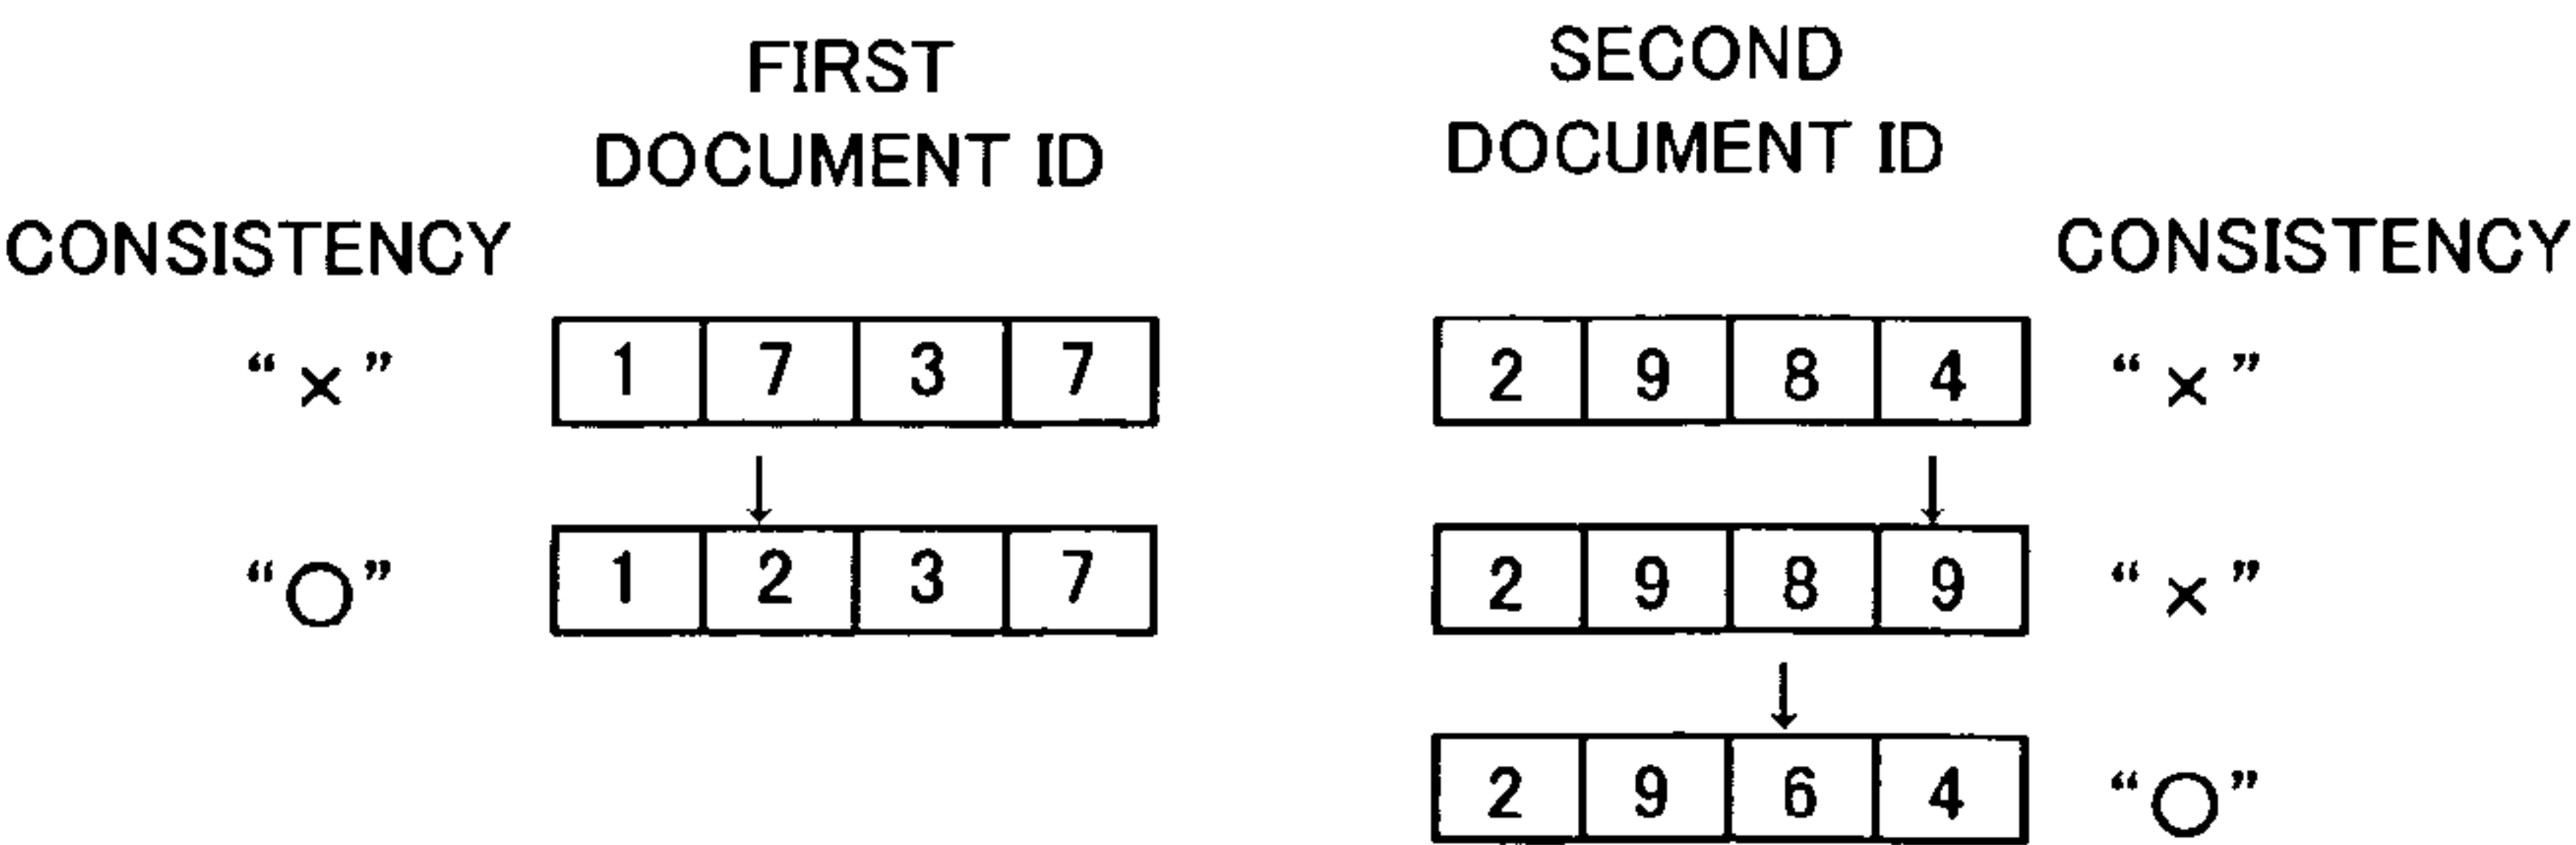 FIRST
DOCUMENT ID
SECOND
DOCUMENT ID
CONSISTENCY
CONSISTENCY
“×” 1 7 3 7 2 9 8 4 “×”
↓ ↓
“○” 1 2 3 7 2 9 8 9 “×”
↓
2 9 6 4 “○”